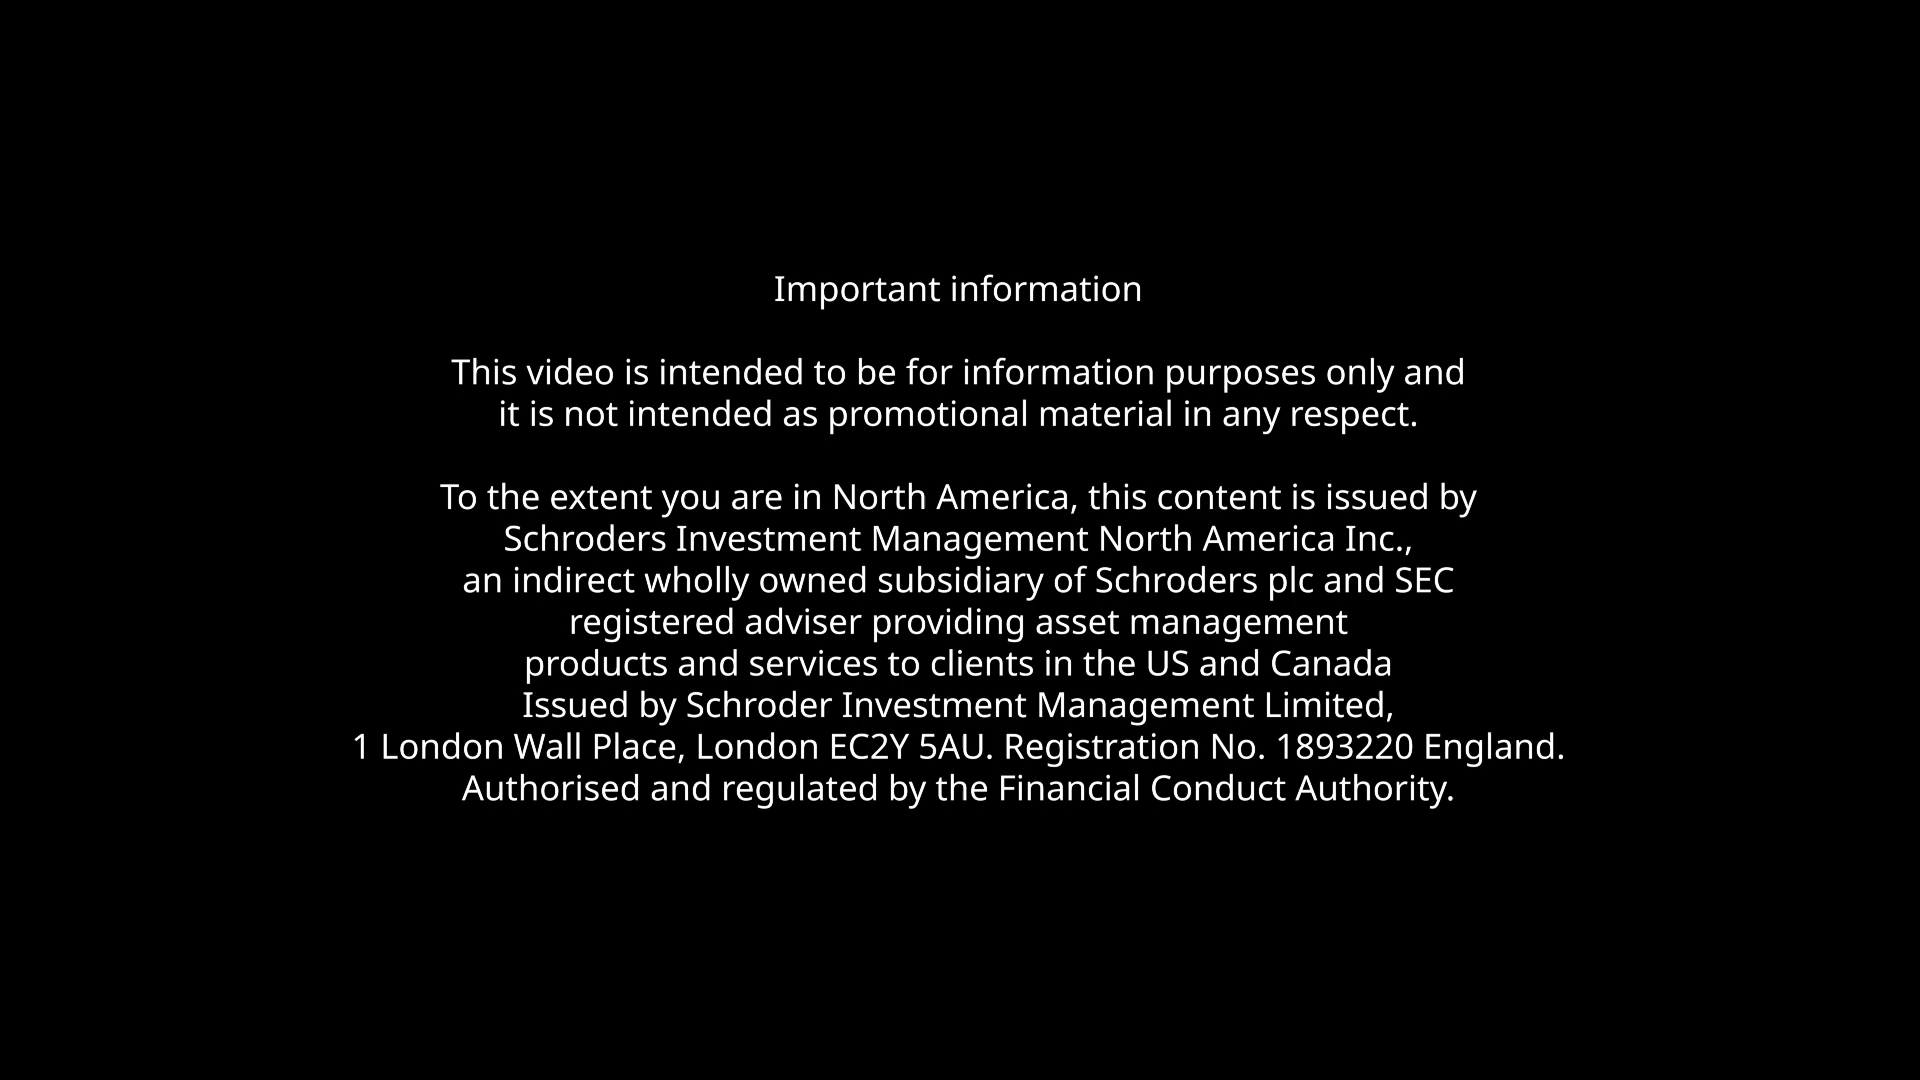 Important information
This video is intended to be for information purposes only and
it is not intended as promotional material in any respect.
To the extent you are in North America, this content is issued by
Schroders Investment Management North America Inc.,
an indirect wholly owned subsidiary of Schroders plc and SEC
registered adviser providing asset management
products and services to clients in the US and Canada
Issued by Schroder Investment Management Limited,
1 London Wall Place, London EC2Y 5AU. Registration No. 1893220 England.
Authorised and regulated by the Financial Conduct Authority.